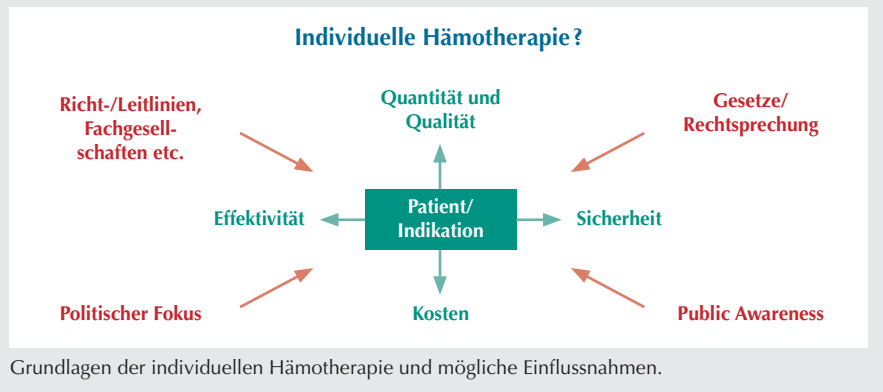 Individuelle Hämotherapie?
Richt-/Leitlinien,
Fachgesell-
schaften etc.
Quantität und
Qualität
Gesetze/
Rechtsprechung
Effektivität
Patient/
Indikation
Sicherheit
Politischer Fokus
Kosten
Public Awareness
Grundlagen der individuellen Hämotherapie und mögliche Einflussnahmen.